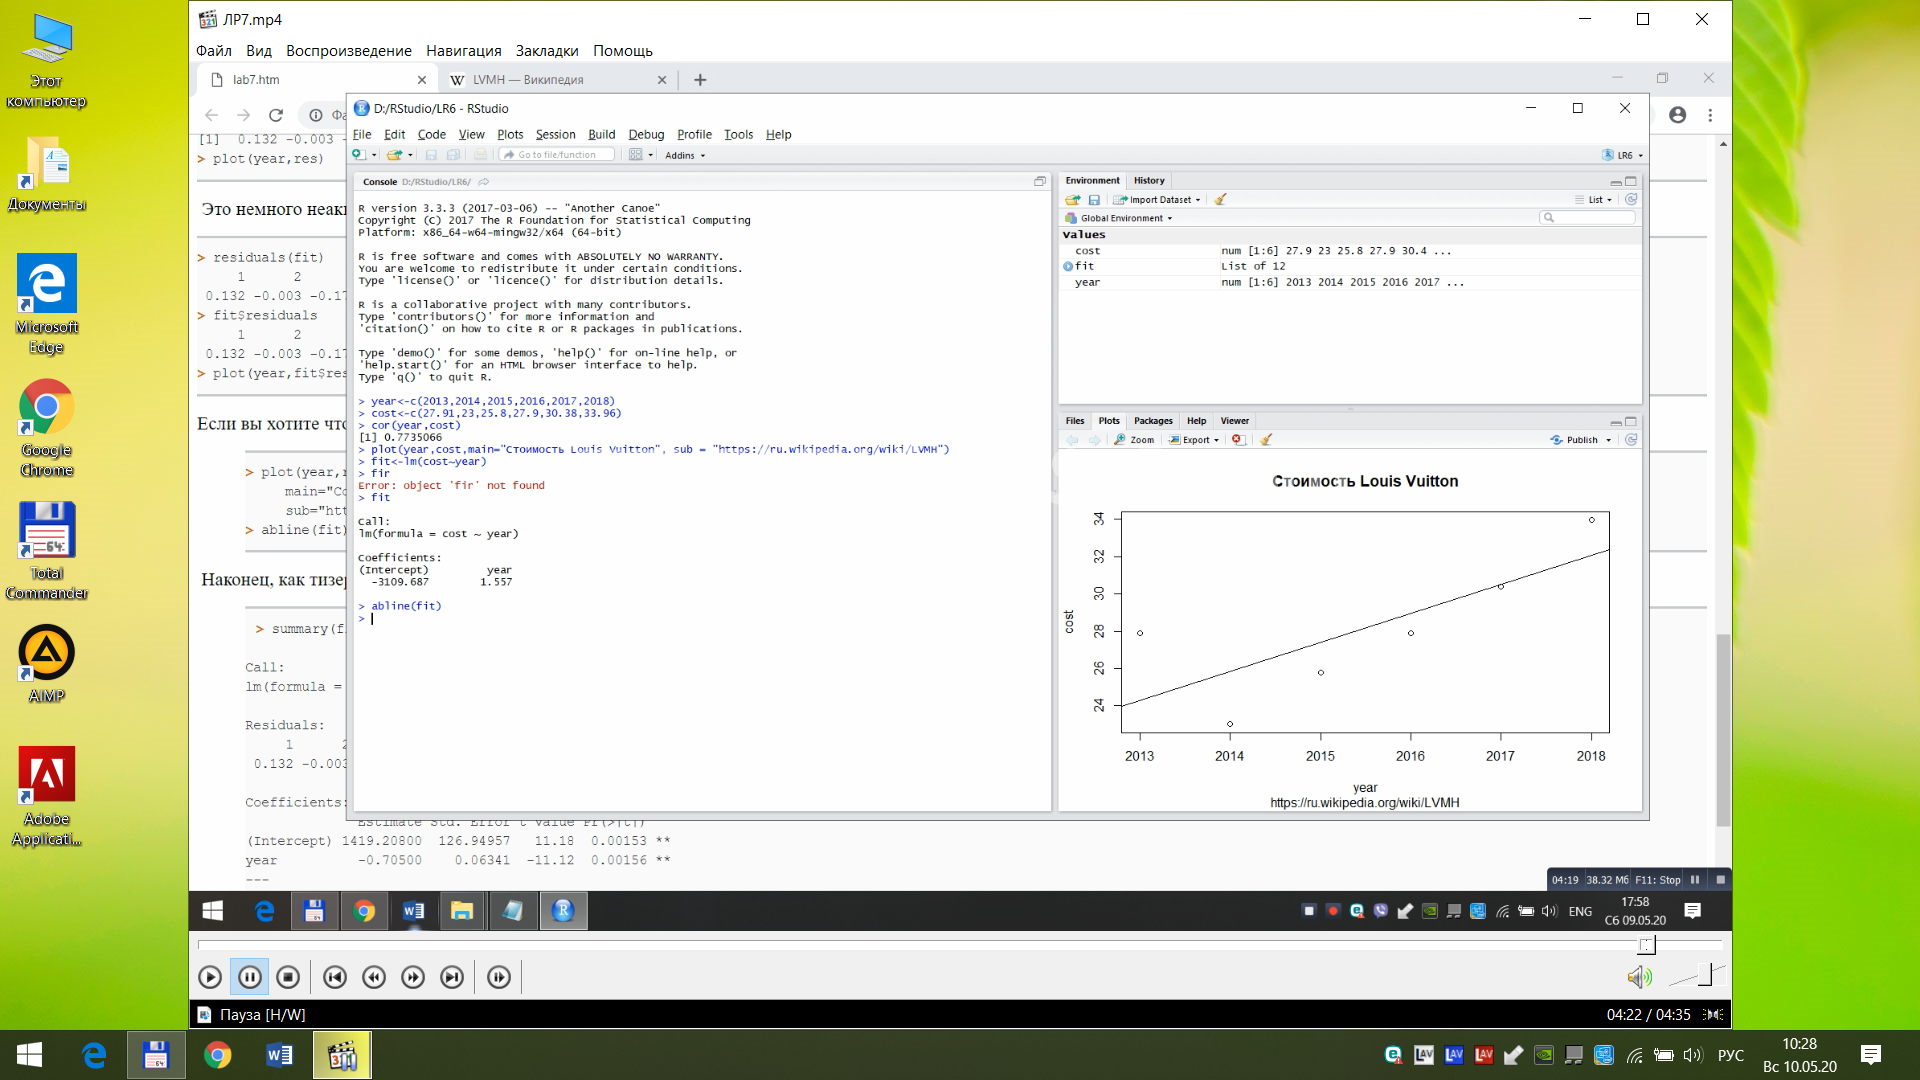 Этот
компьютер
Документы
Microsoft
Edge
Google
Chrome
Total
Commander
AIMP
Adobe
Applicati...
ЛР7.mp4
Файл Вид Воспроизведение Навигация Закладки Помощь
lab7.htm
LVMH — Википедия
[1] 0.132 -0.003
> plot(year,res)
Это немного
> residuals(fit)
1 2
0.132 -0.003 -0.17
> fit$residuals
1 2
0.132 -0.003 -0.17
> plot(year,fit$res
Если вы хотите что
> plot(year,r
main="Co
sub="htt
> abline(fit)
Наконец, как тизер
> summary(f
Call:
lm(formula =
Residuals:
1 2
0.132 -0.003
Coefficients:
Estimate Std. Error t value Pr(>|t|)
(Intercept) 1419.20800 126.94957 11.18 0.00153 **
year -0.70500 0.06341 -11.12 0.00156 **
---
D:/RStudio/LR6 - RStudio
File Edit Code View Plots Session Build Debug Profile Tools Help
Go to file/function
Addins
LR6
Console D:/RStudio/LR6/
R version 3.3.3 (2017-03-06) -- "Another Canoe"
Copyright (C) 2017 The R Foundation for Statistical Computing
Platform: x86_64-w64-mingw32/x64 (64-bit)
R is free software and comes with ABSOLUTELY NO WARRANTY.
You are welcome to redistribute it under certain conditions.
Type 'license()' or 'licence()' for distribution details.
R is a collaborative project with many contributors.
Type 'contributors()' for more information and
'citation()' on how to cite R or R packages in publications.
Type 'demo()' for some demos, 'help()' for on-line help, or
'help.start()' for an HTML browser interface to help.
Type 'q()' to quit R.
> year<-c(2013,2014,2015,2016,2017,2018)
> cost<-c(27.91,23,25.8,27.9,30.38,33.96)
> cor(year,cost)
[1] 0.7735066
> plot(year,cost,main="Стоимость Louis Vuitton", sub = "https://ru.wikipedia.org/wiki/LVMH")
> fit<-lm(cost~year)
> fir
Error: object 'fir' not found
> fit
Call:
lm(formula = cost ~ year)
Coefficients:
(Intercept) year
-3109.687 1.557
> abline(fit)
>
Environment History
Import Dataset List
Global Environment
Values
cost num [1:6] 27.9 23 25.8 27.9 30.4 ...
fit List of 12
year num [1:6] 2013 2014 2015 2016 2017 ...
Files Plots Packages Help Viewer
Zoom Export Publish
Стоимость Louis Vuitton
34
32
30
28
26
24
cost
2013 2014 2015 2016 2017 2018
year
https://ru.wikipedia.org/wiki/LVMH
04:19 38.32 Мб F11: Stop
ENG
17:58
Сб 09.05.20
Пауза [H/W]
04:22 / 04:35
LAV LAV LAV
РУС
10:28
Вс 10.05.20